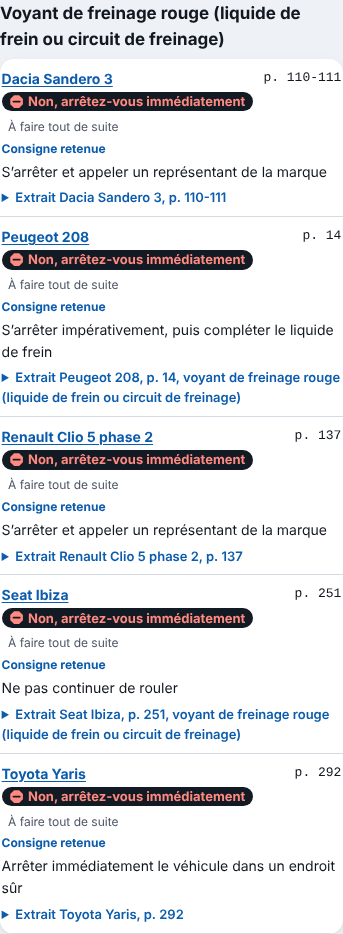 Voyant de freinage rouge (liquide de
frein ou circuit de freinage)
Dacia Sandero 3 p. 110-111
Non, arrêtez-vous immédiatement
À faire tout de suite
Consigne retenue
S’arrêter et appeler un représentant de la marque
▶ Extrait Dacia Sandero 3, p. 110-111
Peugeot 208 p. 14
Non, arrêtez-vous immédiatement
À faire tout de suite
Consigne retenue
S’arrêter impérativement, puis compléter le liquide
de frein
▶ Extrait Peugeot 208, p. 14, voyant de freinage rouge
(liquide de frein ou circuit de freinage)
Renault Clio 5 phase 2 p. 137
Non, arrêtez-vous immédiatement
À faire tout de suite
Consigne retenue
S’arrêter et appeler un représentant de la marque
▶ Extrait Renault Clio 5 phase 2, p. 137
Seat Ibiza p. 251
Non, arrêtez-vous immédiatement
À faire tout de suite
Consigne retenue
Ne pas continuer de rouler
▶ Extrait Seat Ibiza, p. 251, voyant de freinage rouge
(liquide de frein ou circuit de freinage)
Toyota Yaris p. 292
Non, arrêtez-vous immédiatement
À faire tout de suite
Consigne retenue
Arrêter immédiatement le véhicule dans un endroit
sûr
▶ Extrait Toyota Yaris, p. 292